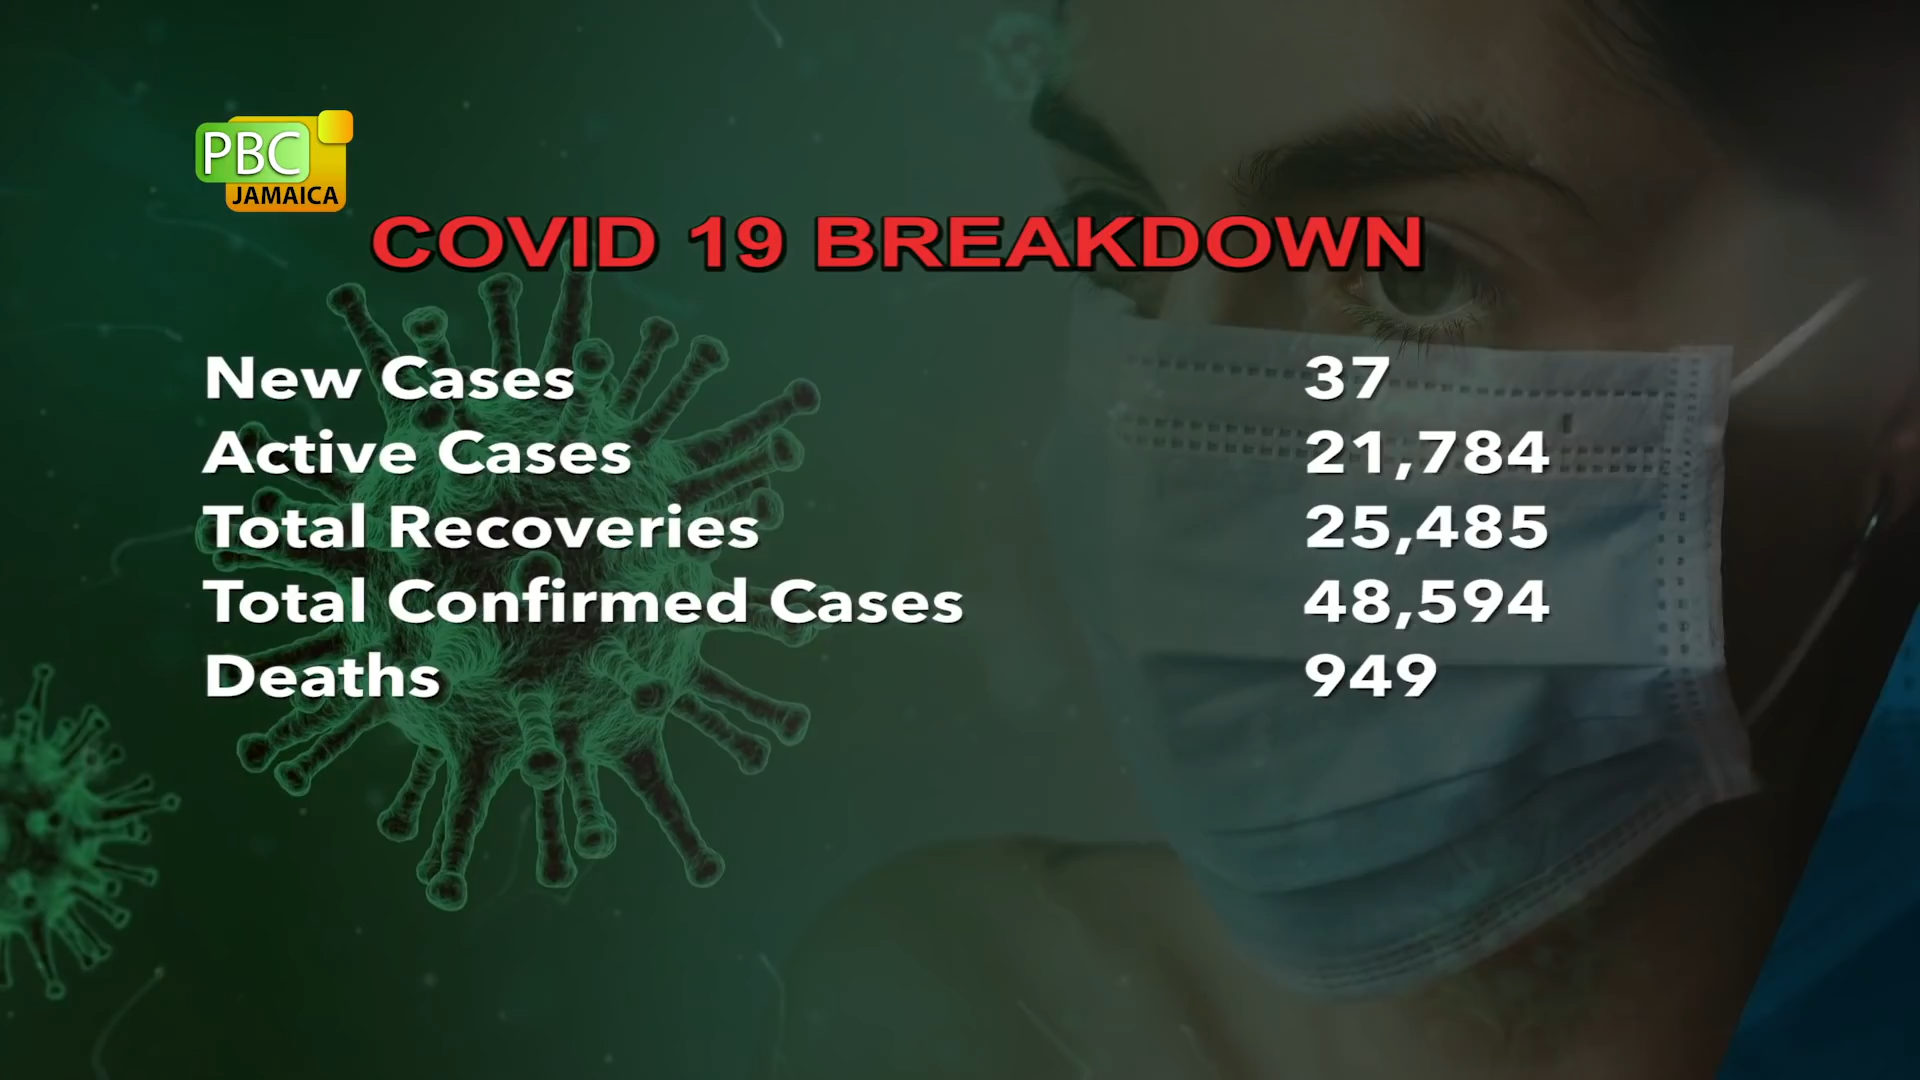 PBC
JAMAICA
COVID 19 BREAKDOWN
New Cases 37
Active Cases 21,784
Total Recoveries 25,485
Total Confirmed Cases 48,594
Deaths 949